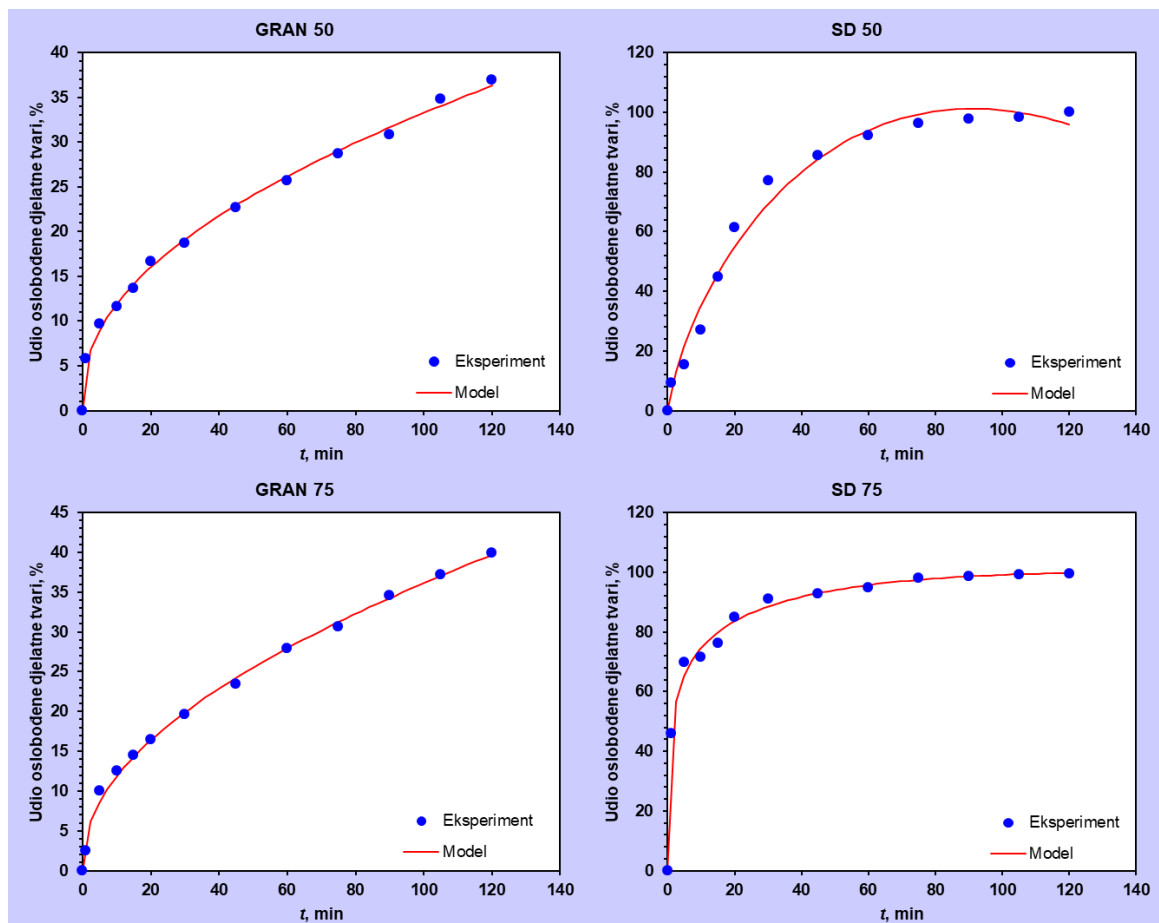 GRAN 50
40
35
30
25
20
15
10
5
0
Udio oslobođene djelatne tvari, %
Eksperiment
Model
0 20 40 60 80 100 120 140
t, min
SD 50
120
100
80
60
40
20
0
Udio oslobođene djelatne tvari, %
Eksperiment
Model
0 20 40 60 80 100 120 140
t, min
GRAN 75
45
40
35
30
25
20
15
10
5
0
Udio oslobođene djelatne tvari, %
Eksperiment
Model
0 20 40 60 80 100 120 140
t, min
SD 75
120
100
80
60
40
20
0
Udio oslobođene djelatne tvari, %
Eksperiment
Model
0 20 40 60 80 100 120 140
t, min